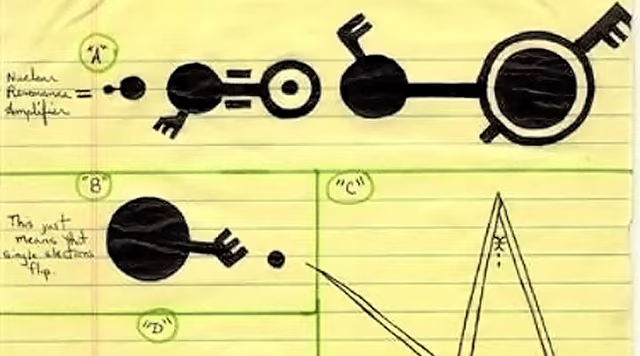 "A"
Nuclear
Resonance =
Amplifier
"B"
This just
means that
single electrons
flip.
"C"
"D"